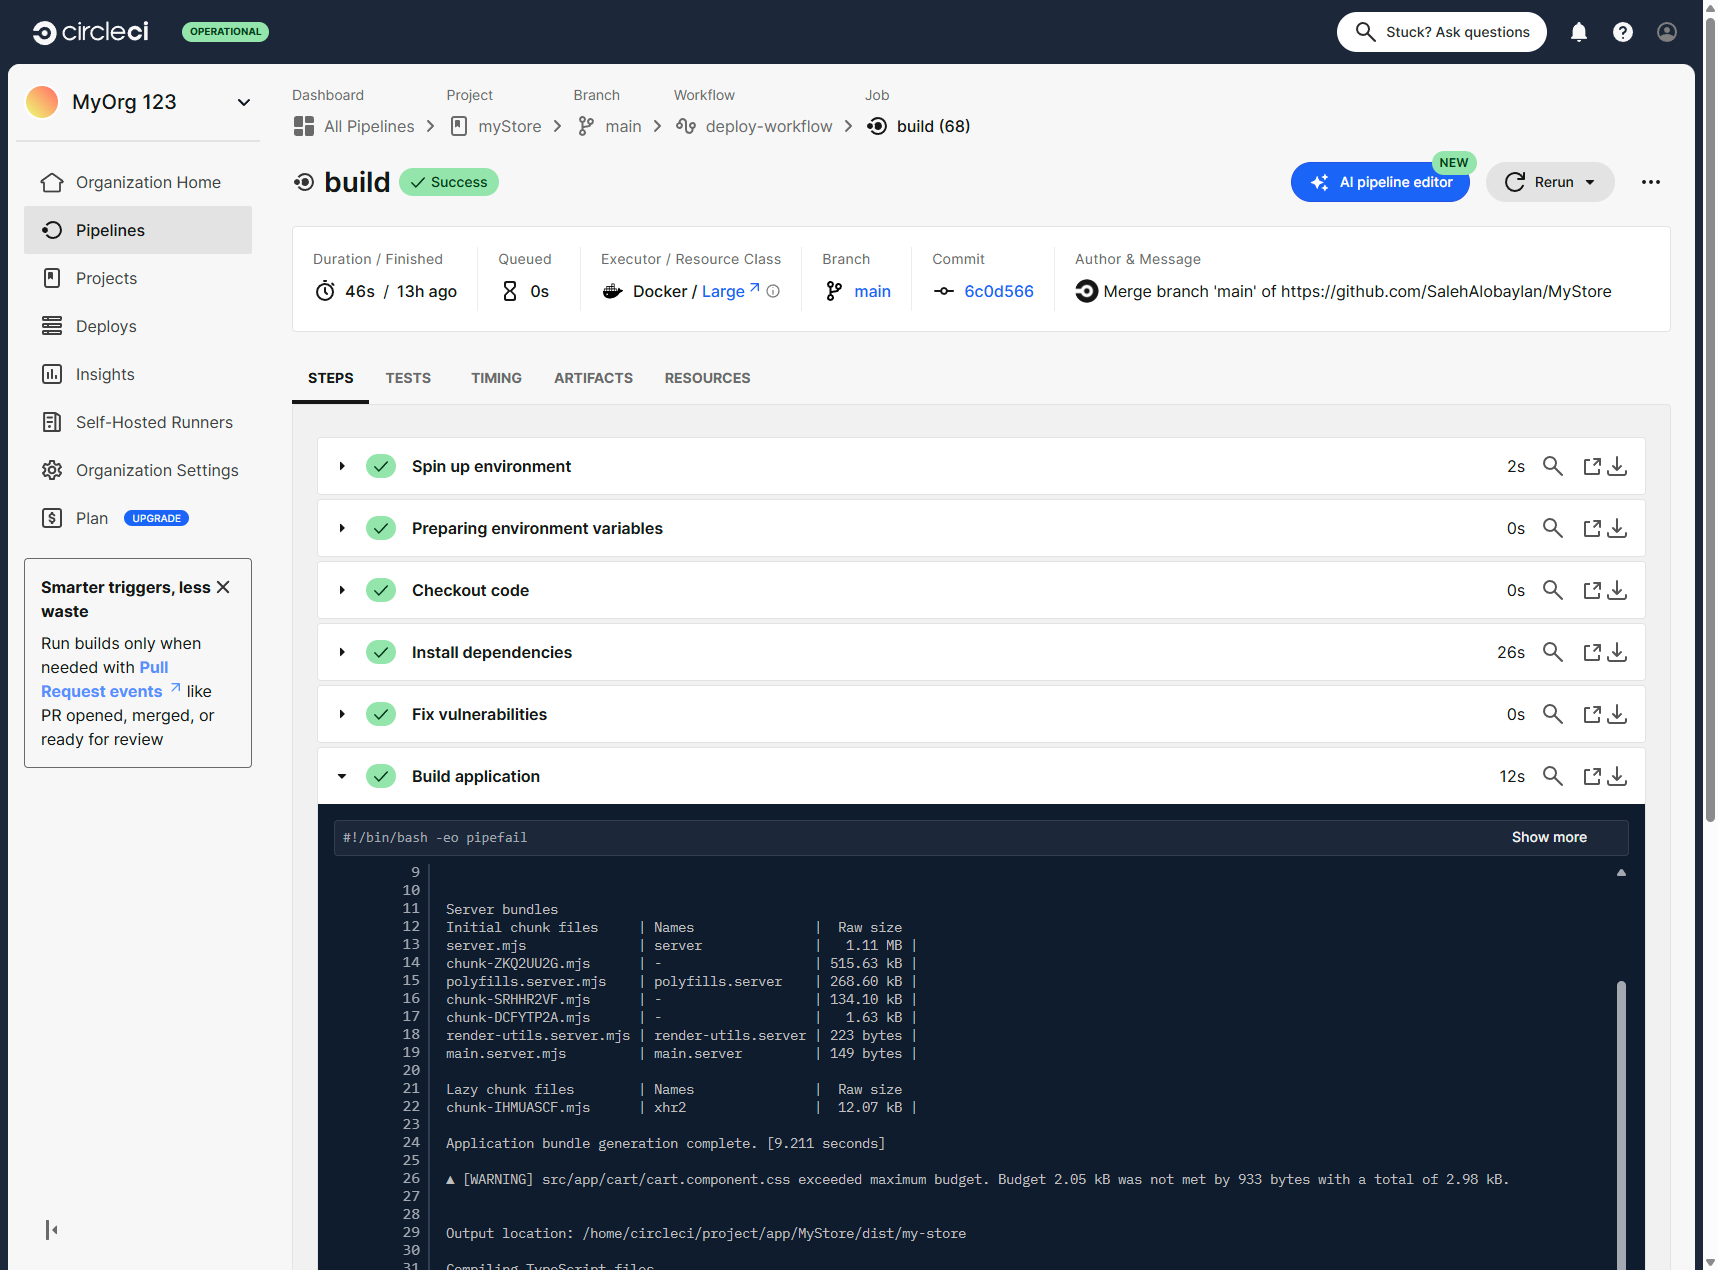 circleci
OPERATIONAL
Stuck? Ask questions
MyOrg 123
Organization Home
Pipelines
Projects
Deploys
Insights
Self-Hosted Runners
Organization Settings
Plan UPGRADE
Smarter triggers, less
waste
Run builds only when
needed with Pull
Request events like
PR opened, merged, or
ready for review
Dashboard Project Branch Workflow Job
All Pipelines myStore main deploy-workflow build (68)
build Success
NEW
AI pipeline editor
Rerun
Duration / Finished
46s / 13h ago
Queued
0s
Executor / Resource Class
Docker / Large
Branch
main
Commit
6c0d566
Author & Message
Merge branch 'main' of https://github.com/SalehAlobaylan/MyStore
STEPS TESTS TIMING ARTIFACTS RESOURCES
Spin up environment 2s
Preparing environment variables 0s
Checkout code 0s
Install dependencies 26s
Fix vulnerabilities 0s
Build application 12s
#!/bin/bash -eo pipefail Show more
9
10
11 Server bundles
12 Initial chunk files | Names | Raw size
13 server.mjs | server | 1.11 MB |
14 chunk-ZKQ2UU2G.mjs | - | 515.63 kB |
15 polyfills.server.mjs | polyfills.server | 268.60 kB |
16 chunk-SRHHR2VF.mjs | - | 134.10 kB |
17 chunk-DCFYTP2A.mjs | - | 1.63 kB |
18 render-utils.server.mjs | render-utils.server | 223 bytes |
19 main.server.mjs | main.server | 149 bytes |
20
21 Lazy chunk files | Names | Raw size
22 chunk-IHMUASCF.mjs | xhr2 | 12.07 kB |
23
24 Application bundle generation complete. [9.211 seconds]
25
26 ▲ [WARNING] src/app/cart/cart.component.css exceeded maximum budget. Budget 2.05 kB was not met by 933 bytes with a total of 2.98 kB.
27
28
29 Output location: /home/circleci/project/app/MyStore/dist/my-store
30
31 Compiling TypeScript files